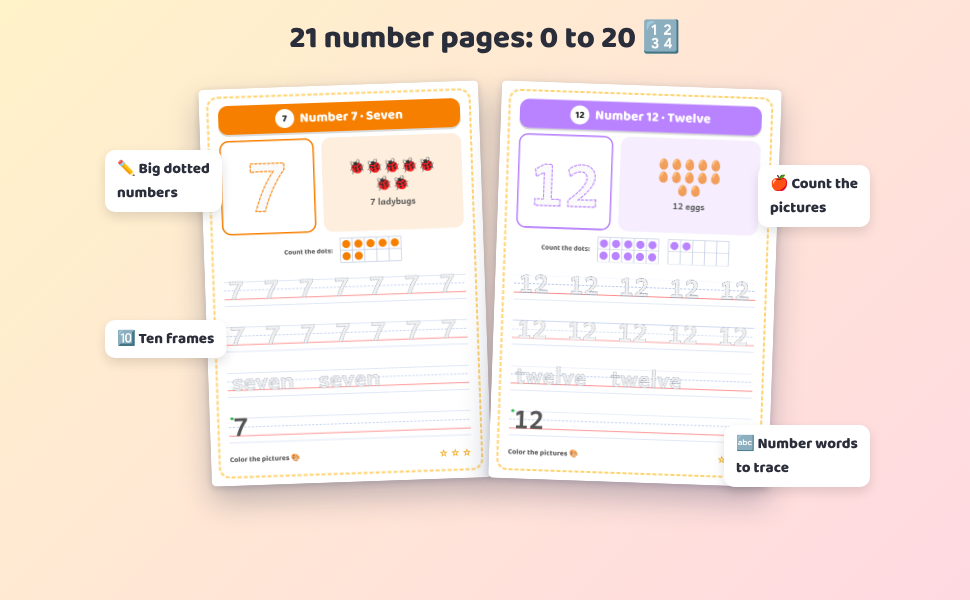 21 number pages: 0 to 20 🔢
7 Number 7 · Seven
7
7 ladybugs
Count the dots:
7 7 7 7 7 7 7
7 7 7 7 7 7 7
seven seven
7
Color the pictures 🎨 ☆ ☆ ☆
12 Number 12 · Twelve
12
12 eggs
Count the dots:
12 12 12 12 12
12 12 12 12 12
twelve twelve
12
Color the pictures 🎨
✏️ Big dotted
numbers
🔟 Ten frames
🍎 Count the
pictures
🔤 Number words
to trace